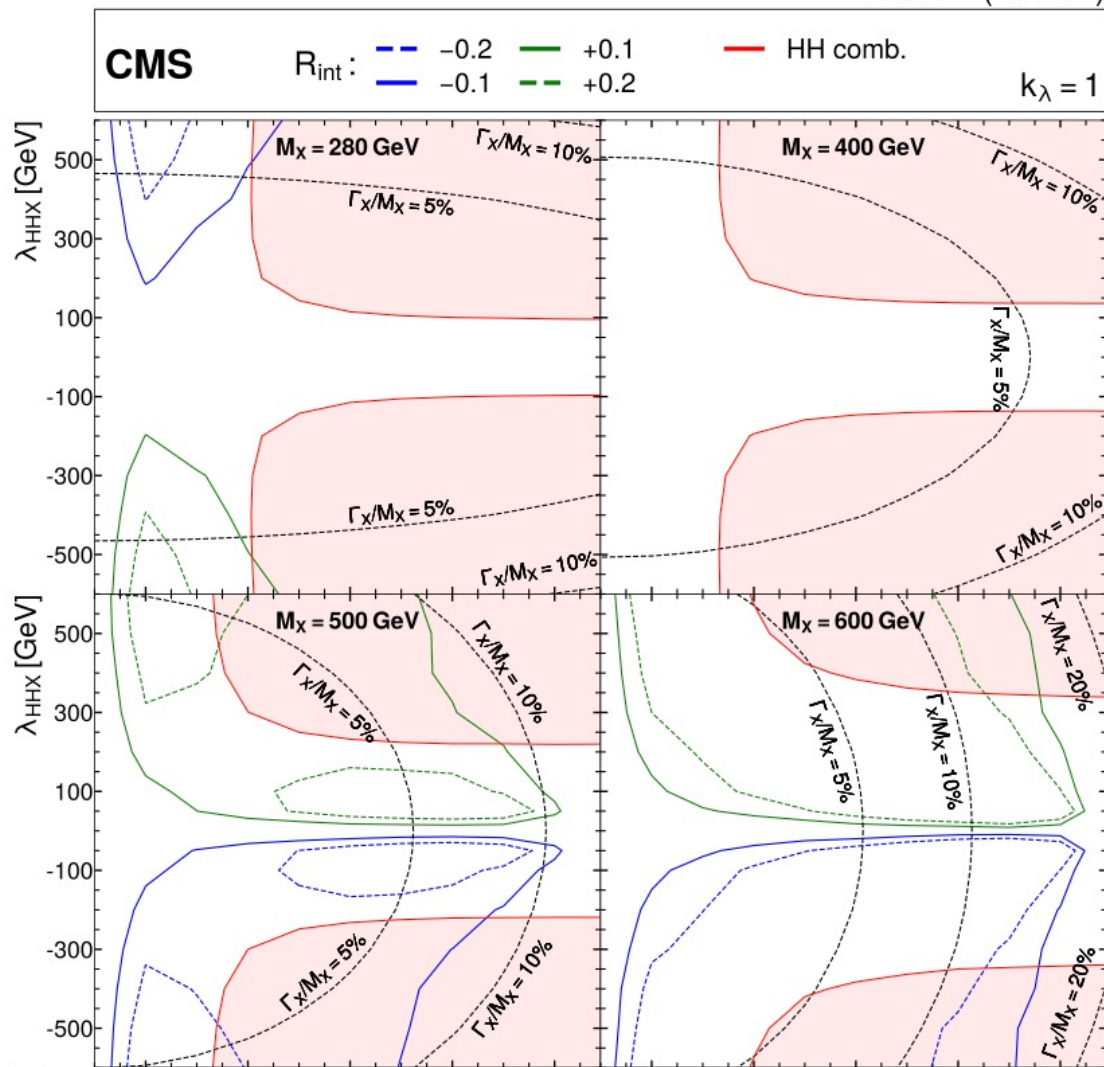 CMS R_int : −0.2 +0.1 HH comb.
−0.1 +0.2 k_λ = 1
λ_HHX [GeV]
500
300
100
-100
-300
-500
M_X = 280 GeV
Γ_X/M_X = 10%
Γ_X/M_X = 5%
Γ_X/M_X = 5%
Γ_X/M_X = 10%
M_X = 400 GeV
Γ_X/M_X = 10%
Γ_X/M_X = 5%
Γ_X/M_X = 10%
λ_HHX [GeV]
500
300
100
-100
-300
-500
M_X = 500 GeV
Γ_X/M_X = 10%
Γ_X/M_X = 5%
Γ_X/M_X = 5%
Γ_X/M_X = 10%
M_X = 600 GeV
Γ_X/M_X = 20%
Γ_X/M_X = 5%
Γ_X/M_X = 10%
Γ_X/M_X = 20%